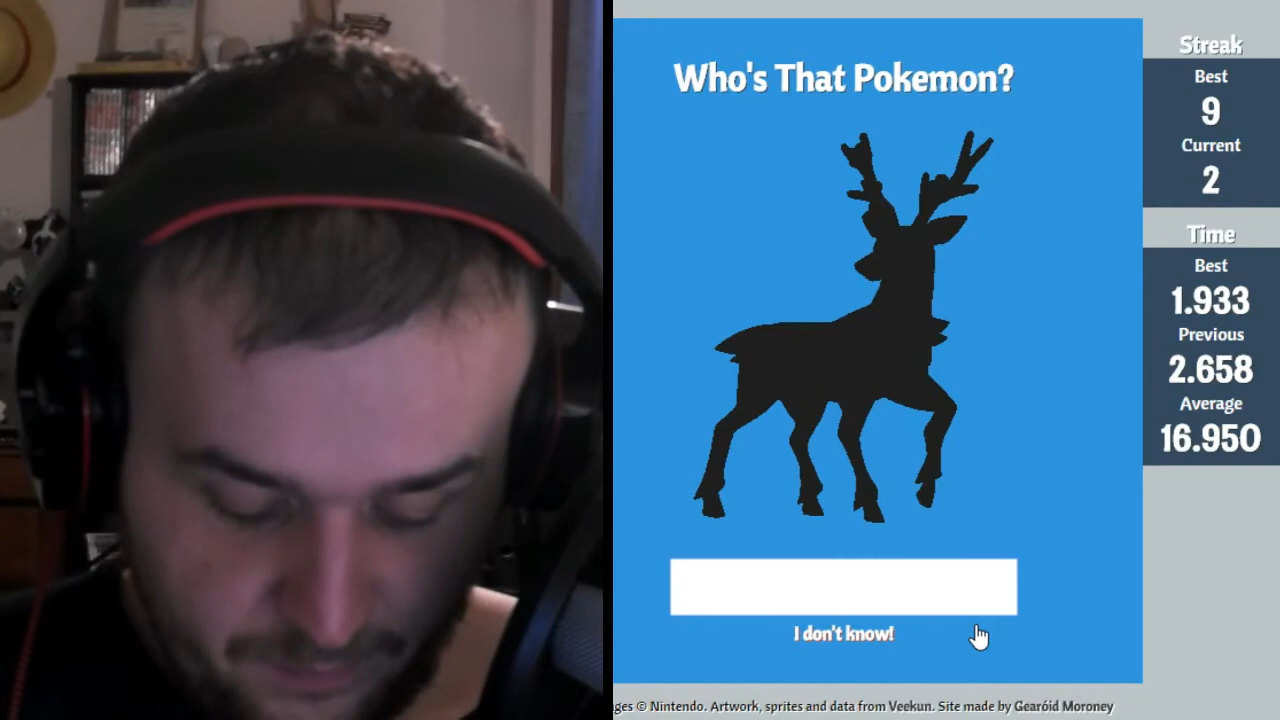 Who's That Pokemon?
I don't know!
ges © Nintendo. Artwork, sprites and data from Veekun. Site made by Gearóid Moroney
Streak
Best
9
Current
2
Time
Best
1.933
Previous
2.658
Average
16.950